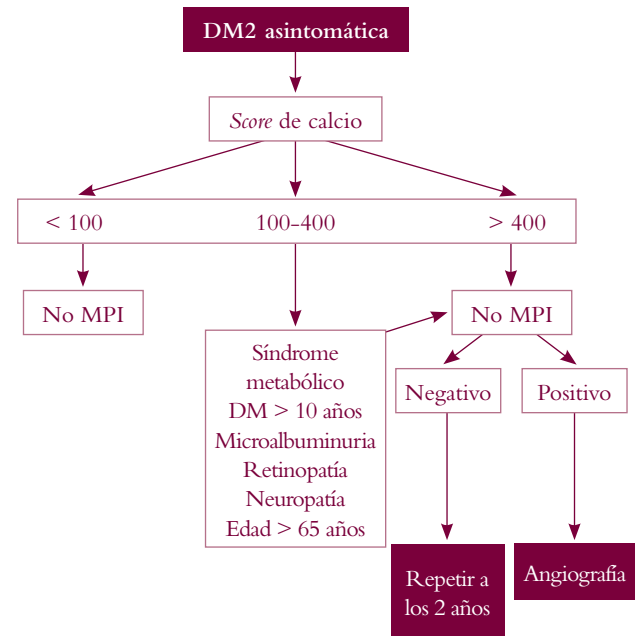 DM2 asintomática
Score de calcio
< 100
100-400
> 400
No MPI
No MPI
Síndrome
metabólico
DM > 10 años
Microalbuminuria
Retinopatía
Neuropatía
Edad > 65 años
Negativo
Positivo
Repetir a
los 2 años
Angiografía